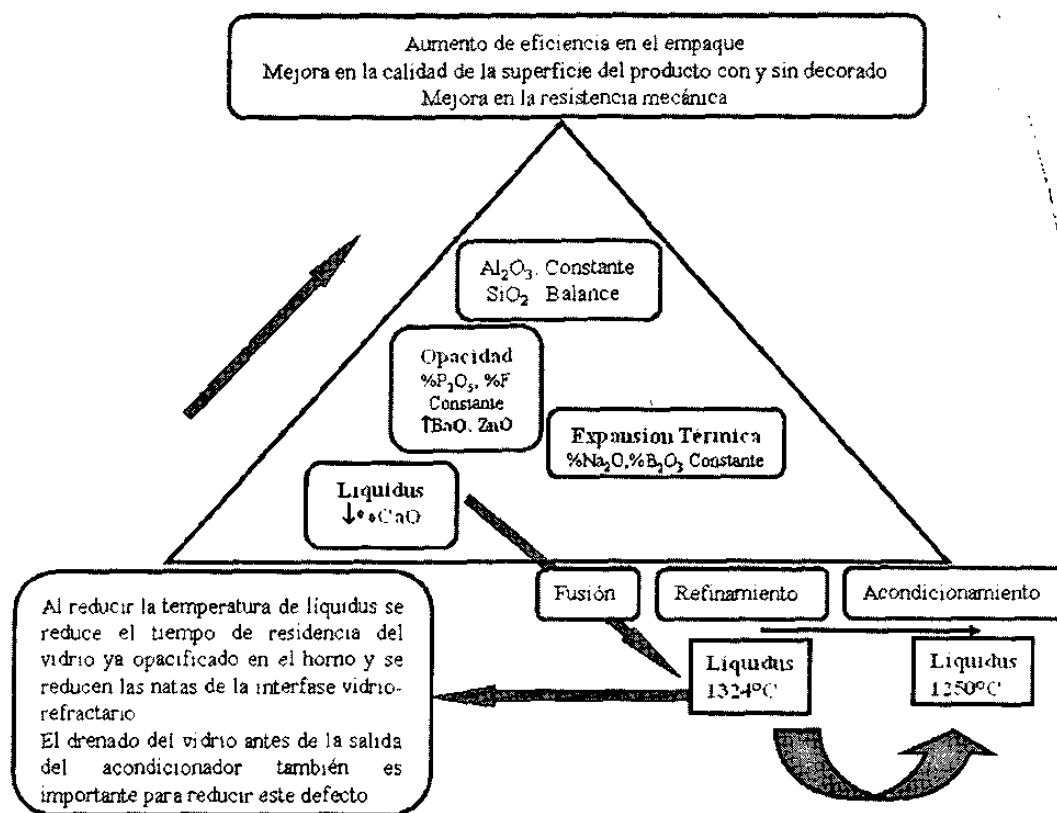 Aumento de eficiencia en el empaque
Mejora en la calidad de la superficie del producto con y sin decorado
Mejora en la resistencia mecánica
Al₂O₃. Constante
SiO₂ Balance
Opacidad
%P₂O₅, %F
Constante
↑BaO. ZnO
Expansion Térmica
%Na₂O,%B₂O₃ Constante
Líquidus
↓%CaO
Fusión
Refinamiento
Acondicionamiento
Líquidus
1324°C
Líquidus
1250°C
Al reducir la temperatura de líquidus se
reduce el tiempo de residencia del
vidrio ya opacificado en el horno y se
reducen las natas de la interfase vidrio-
refractario
El drenado del vidrio antes de la salida
del acondicionador también es
importante para reducir este defecto